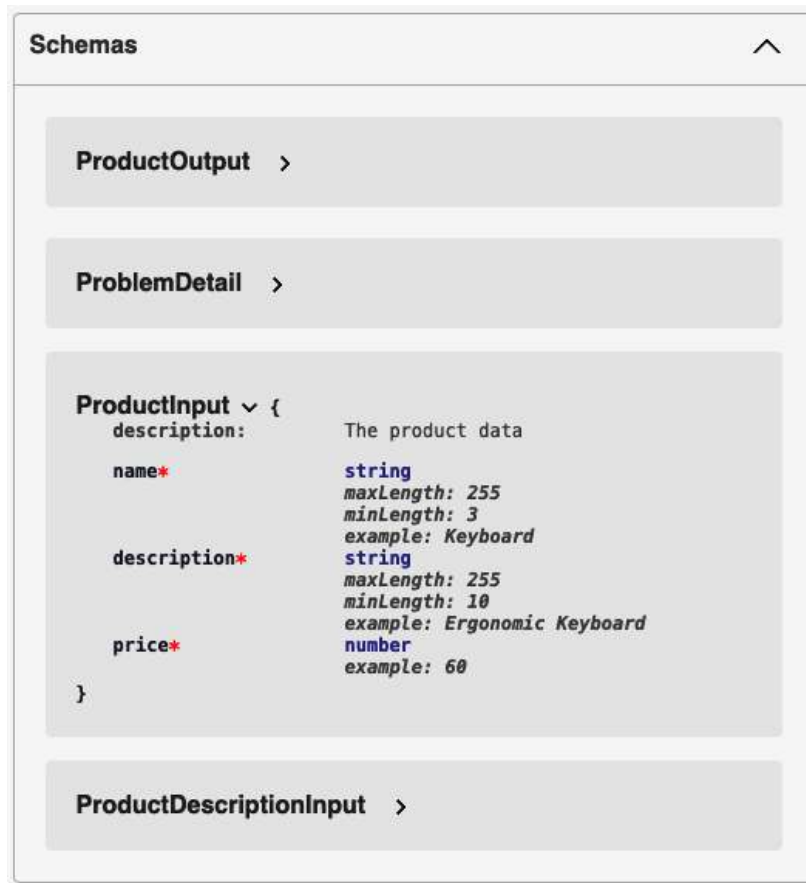 Schemas
ProductOutput >
ProblemDetail >
ProductInput {
description: The product data
name* string
maxLength: 255
minLength: 3
example: Keyboard
description* string
maxLength: 255
minLength: 10
example: Ergonomic Keyboard
price* number
example: 60
}
ProductDescriptionInput >